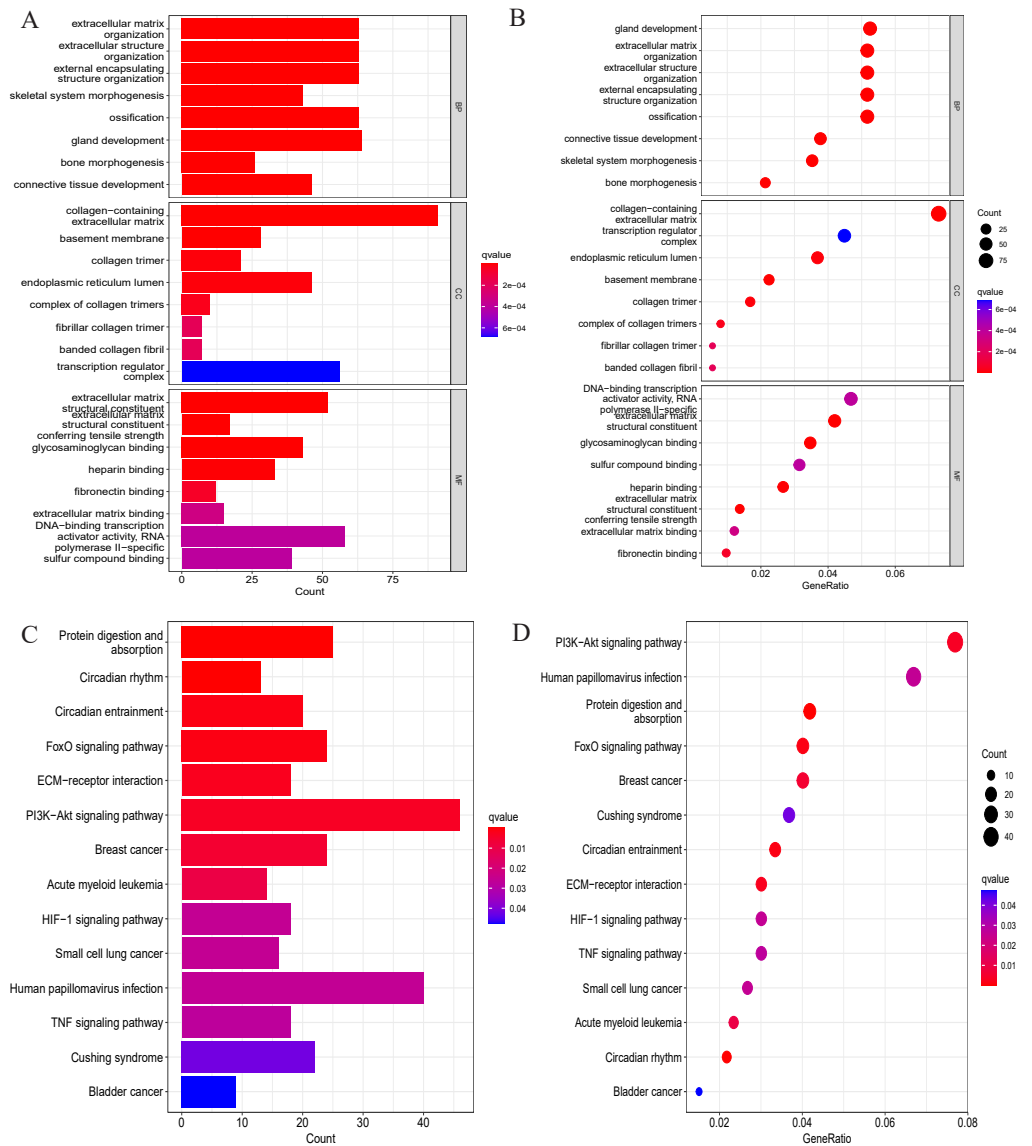 A
extracellular matrix
organization
extracellular structure
organization
external encapsulating
structure organization
skeletal system morphogenesis
ossification
gland development
bone morphogenesis
connective tissue development
BP
collagen−containing
extracellular matrix
basement membrane
collagen trimer
endoplasmic reticulum lumen
complex of collagen trimers
fibrillar collagen trimer
banded collagen fibril
transcription regulator
complex
CC
extracellular matrix
structural constituent
extracellular matrix
structural constituent
conferring tensile strength
glycosaminoglycan binding
heparin binding
fibronectin binding
extracellular matrix binding
DNA−binding transcription
activator activity, RNA
polymerase II−specific
sulfur compound binding
MF
0 25 50 75
Count
qvalue
2e−04
4e−04
6e−04
B
gland development
extracellular matrix
organization
extracellular structure
organization
external encapsulating
structure organization
ossification
connective tissue development
skeletal system morphogenesis
bone morphogenesis
BP
collagen−containing
extracellular matrix
transcription regulator
complex
endoplasmic reticulum lumen
basement membrane
collagen trimer
complex of collagen trimers
fibrillar collagen trimer
banded collagen fibril
CC
DNA−binding transcription
activator activity, RNA
polymerase II−specific
extracellular matrix
structural constituent
glycosaminoglycan binding
sulfur compound binding
heparin binding
extracellular matrix
structural constituent
conferring tensile strength
extracellular matrix binding
fibronectin binding
MF
0.02 0.04 0.06
GeneRatio
Count
25
50
75
qvalue
6e−04
4e−04
2e−04
C
Protein digestion and
absorption
Circadian rhythm
Circadian entrainment
FoxO signaling pathway
ECM−receptor interaction
PI3K−Akt signaling pathway
Breast cancer
Acute myeloid leukemia
HIF−1 signaling pathway
Small cell lung cancer
Human papillomavirus infection
TNF signaling pathway
Cushing syndrome
Bladder cancer
0 10 20 30 40
Count
qvalue
0.01
0.02
0.03
0.04
D
PI3K−Akt signaling pathway
Human papillomavirus infection
Protein digestion and
absorption
FoxO signaling pathway
Breast cancer
Cushing syndrome
Circadian entrainment
ECM−receptor interaction
HIF−1 signaling pathway
TNF signaling pathway
Small cell lung cancer
Acute myeloid leukemia
Circadian rhythm
Bladder cancer
0.02 0.04 0.06 0.08
GeneRatio
Count
10
20
30
40
qvalue
0.04
0.03
0.02
0.01